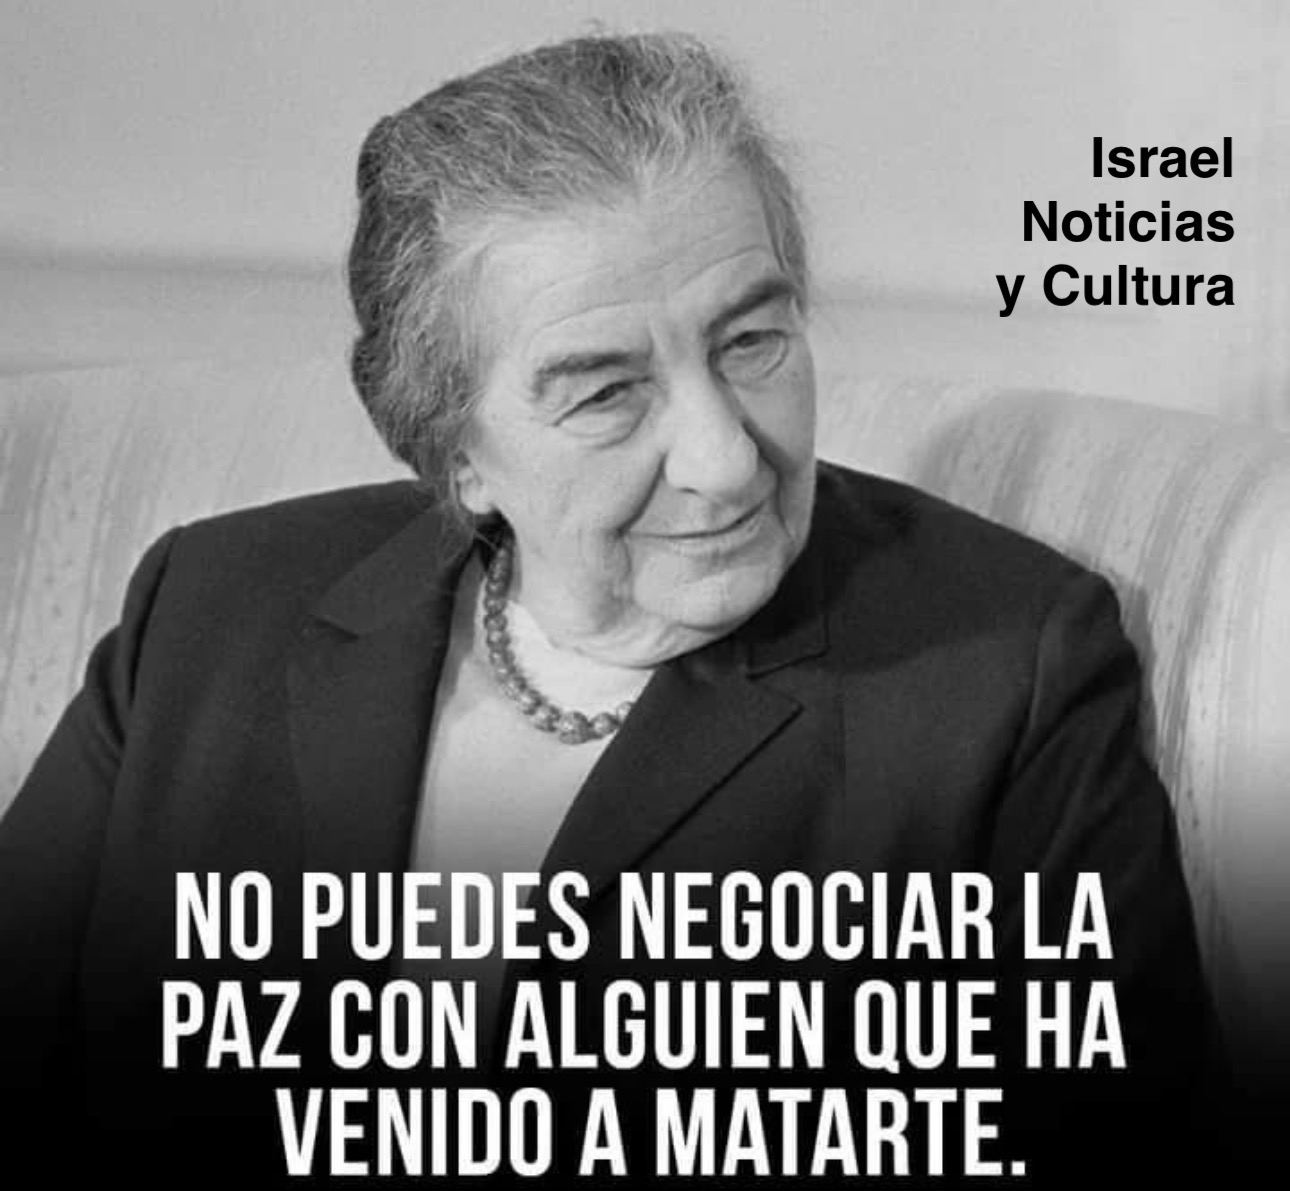 Israel
Noticias
y Cultura
NO PUEDES NEGOCIAR LA
PAZ CON ALGUIEN QUE HA
VENIDO A MATARTE.